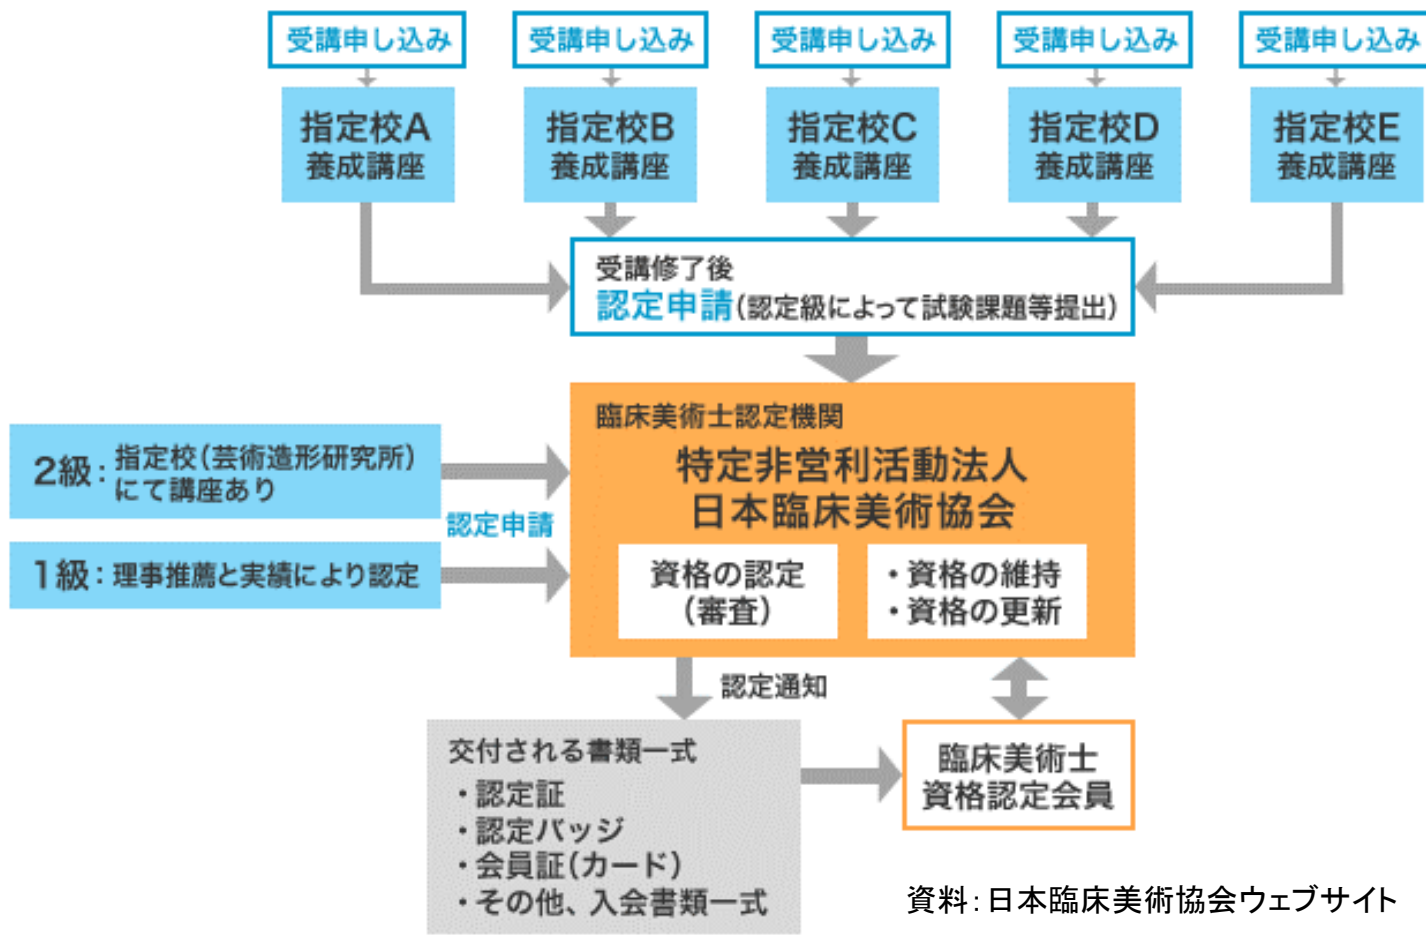 受講申し込み
受講申し込み
受講申し込み
受講申し込み
受講申し込み
指定校A
養成講座
指定校B
養成講座
指定校C
養成講座
指定校D
養成講座
指定校E
養成講座
受講修了後
認定申請(認定級によって試験課題等提出)
臨床美術士認定機関
特定非営利活動法人
日本臨床美術協会
2級:指定校(芸術造形研究所)
にて講座あり
認定申請
1級:理事推薦と実績により認定
資格の認定
(審査)
・資格の維持
・資格の更新
認定通知
交付される書類一式
・認定証
・認定バッジ
・会員証(カード)
・その他、入会書類一式
臨床美術士
資格認定会員
資料:日本臨床美術協会ウェブサイト